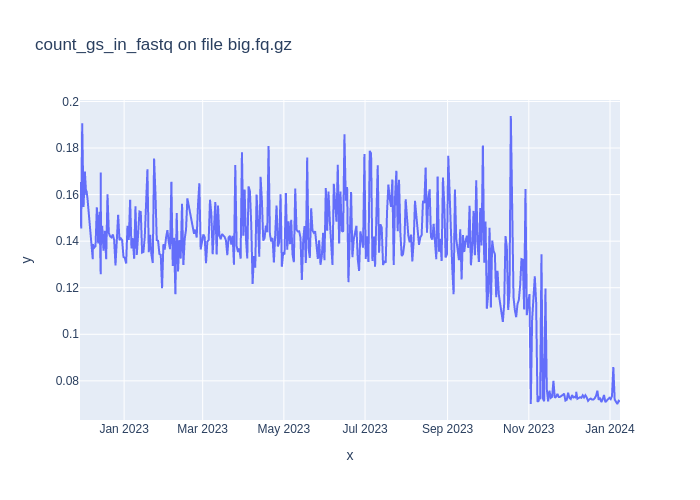 count_gs_in_fastq on file big.fq.gz
0.2
0.18
0.16
0.14
0.12
0.1
0.08
y
Jan 2023
Mar 2023
May 2023
Jul 2023
Sep 2023
Nov 2023
Jan 2024
x